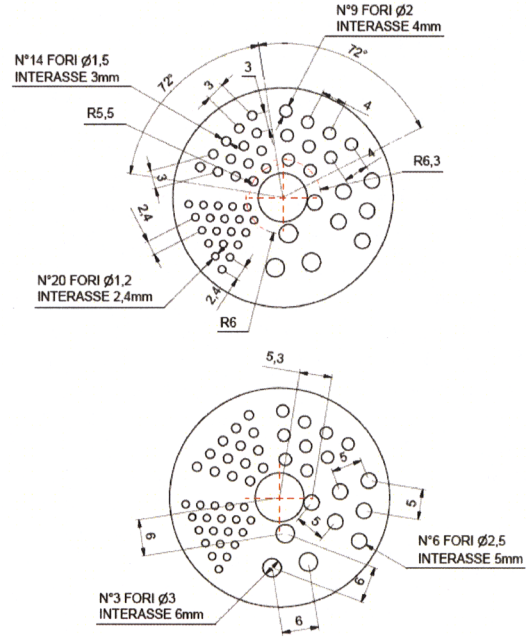 N°9 FORI Ø2
INTERASSE 4mm
72°
72°
N°14 FORI Ø1,5
INTERASSE 3mm
3
3
4
R5,5
4
R6,3
3
2,4
N°20 FORI Ø1,2
INTERASSE 2,4mm
2,4
R6
5,3
5
5
5
6
N°6 FORI Ø2,5
INTERASSE 5mm
N°3 FORI Ø3
INTERASSE 6mm
6
6